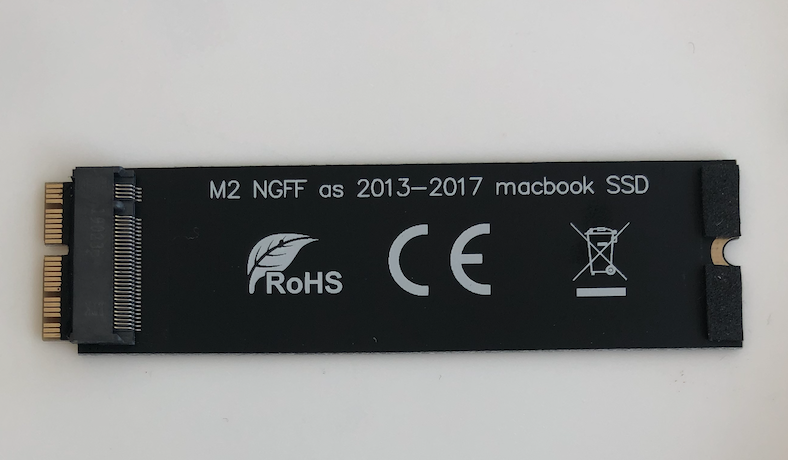 M2 NGFF as 2013-2017 macbook SSD
RoHS
CE